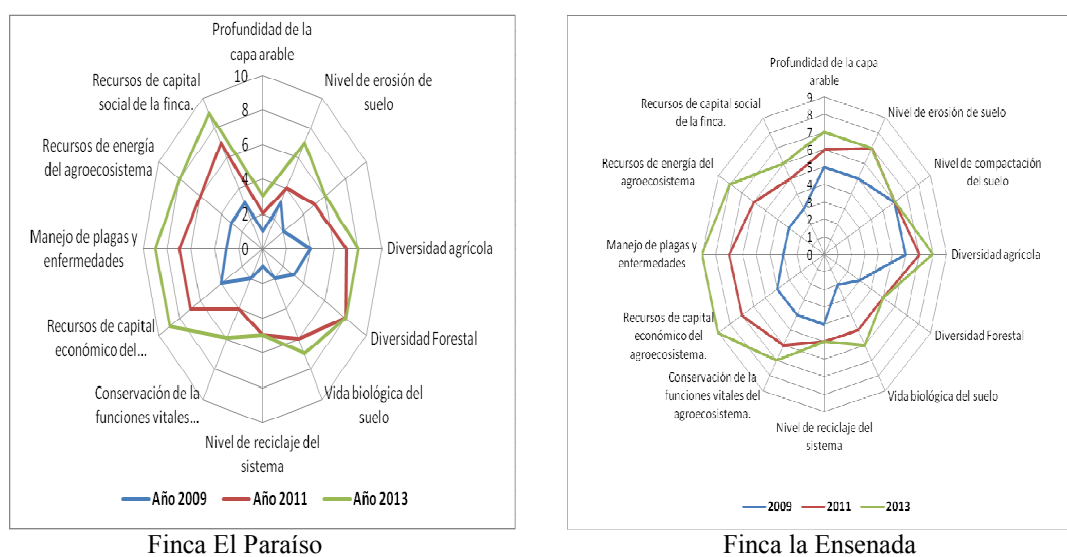 Profundidad de la
capa arable
Nivel de erosión de
suelo
Diversidad agrícola
Diversidad Forestal
Vida biológica del
suelo
Nivel de reciclaje del
sistema
Conservación de la
funciones vitales...
Recursos de capital
económico del ...
Manejo de plagas y
enfermedades
Recursos de energía
del agroecosistema
Recursos de capital
social de la finca.
10
8
6
4
2
0
Año 2009
Año 2011
Año 2013
Finca El Paraíso
Profundidad de la capa
arable
Nivel de erosión de suelo
Nivel de compactación
del suelo
Diversidad agrícola
Diversidad Forestal
Vida biológica del suelo
Nivel de reciclaje del
sistema
Conservación de la
funciones vitales del
agroecosistema.
Recursos de capital
económico del
agroecosistema.
Manejo de plagas y
enfermedades
Recursos de energía del
agroecosistema
Recursos de capital social
de la finca.
9
8
7
6
5
4
3
2
1
0
2009
2011
2013
Finca la Ensenada